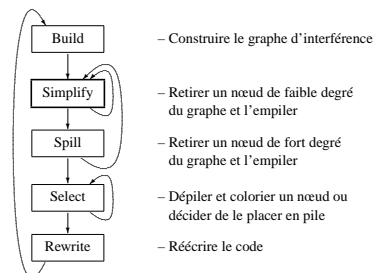 Build – Construire le graphe d'interférence
Simplify – Retirer un nœud de faible degré
du graphe et l'empiler
Spill – Retirer un nœud de fort degré
du graphe et l'empiler
Select – Dépiler et colorier un nœud ou
décider de le placer en pile
Rewrite – Réécrire le code